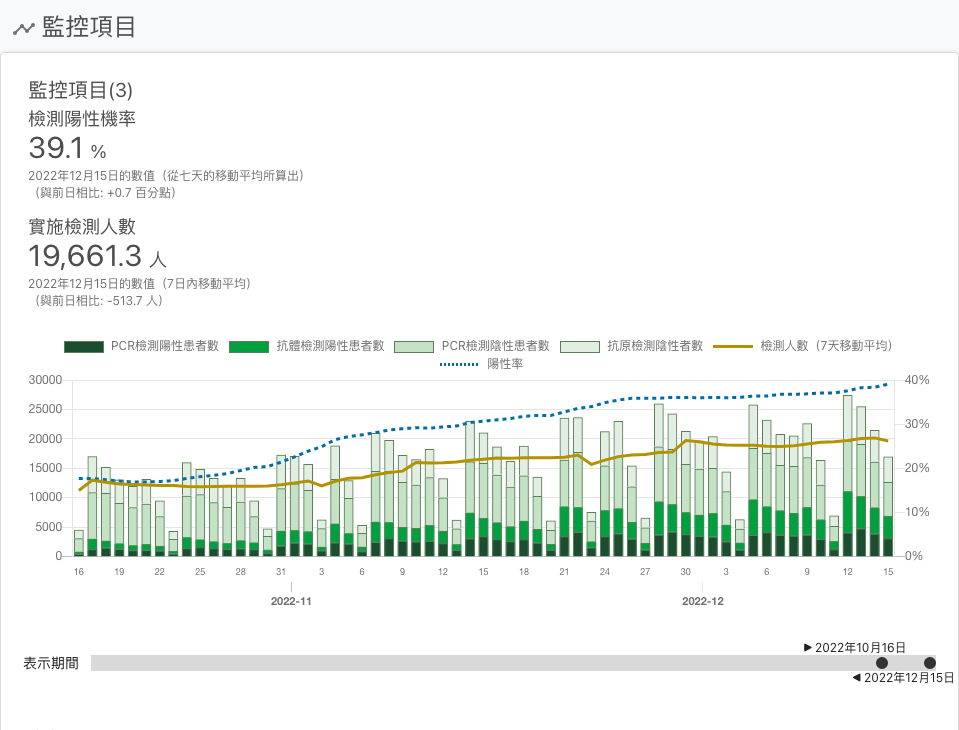 監控項目
監控項目(3)
檢測陽性機率
39.1 %
2022年12月15日的數值（從七天的移動平均所算出）
（與前日相比: +0.7 百分點）
實施檢測人數
19,661.3 人
2022年12月15日的數值（7日內移動平均）
（與前日相比: -513.7 人）
PCR檢測陽性患者數 抗體檢測陽性患者數 PCR檢測陰性患者數 抗原檢測陰性者數 檢測人數（7天移動平均）
陽性率
30000 40%
25000
20000 30%
15000 20%
10000
5000 10%
0 0%
16 19 22 25 28 31 3 6 9 12 15 18 21 24 27 30 3 6 9 12 15
2022-11 2022-12
▶ 2022年10月16日
表示期間
◀ 2022年12月15日